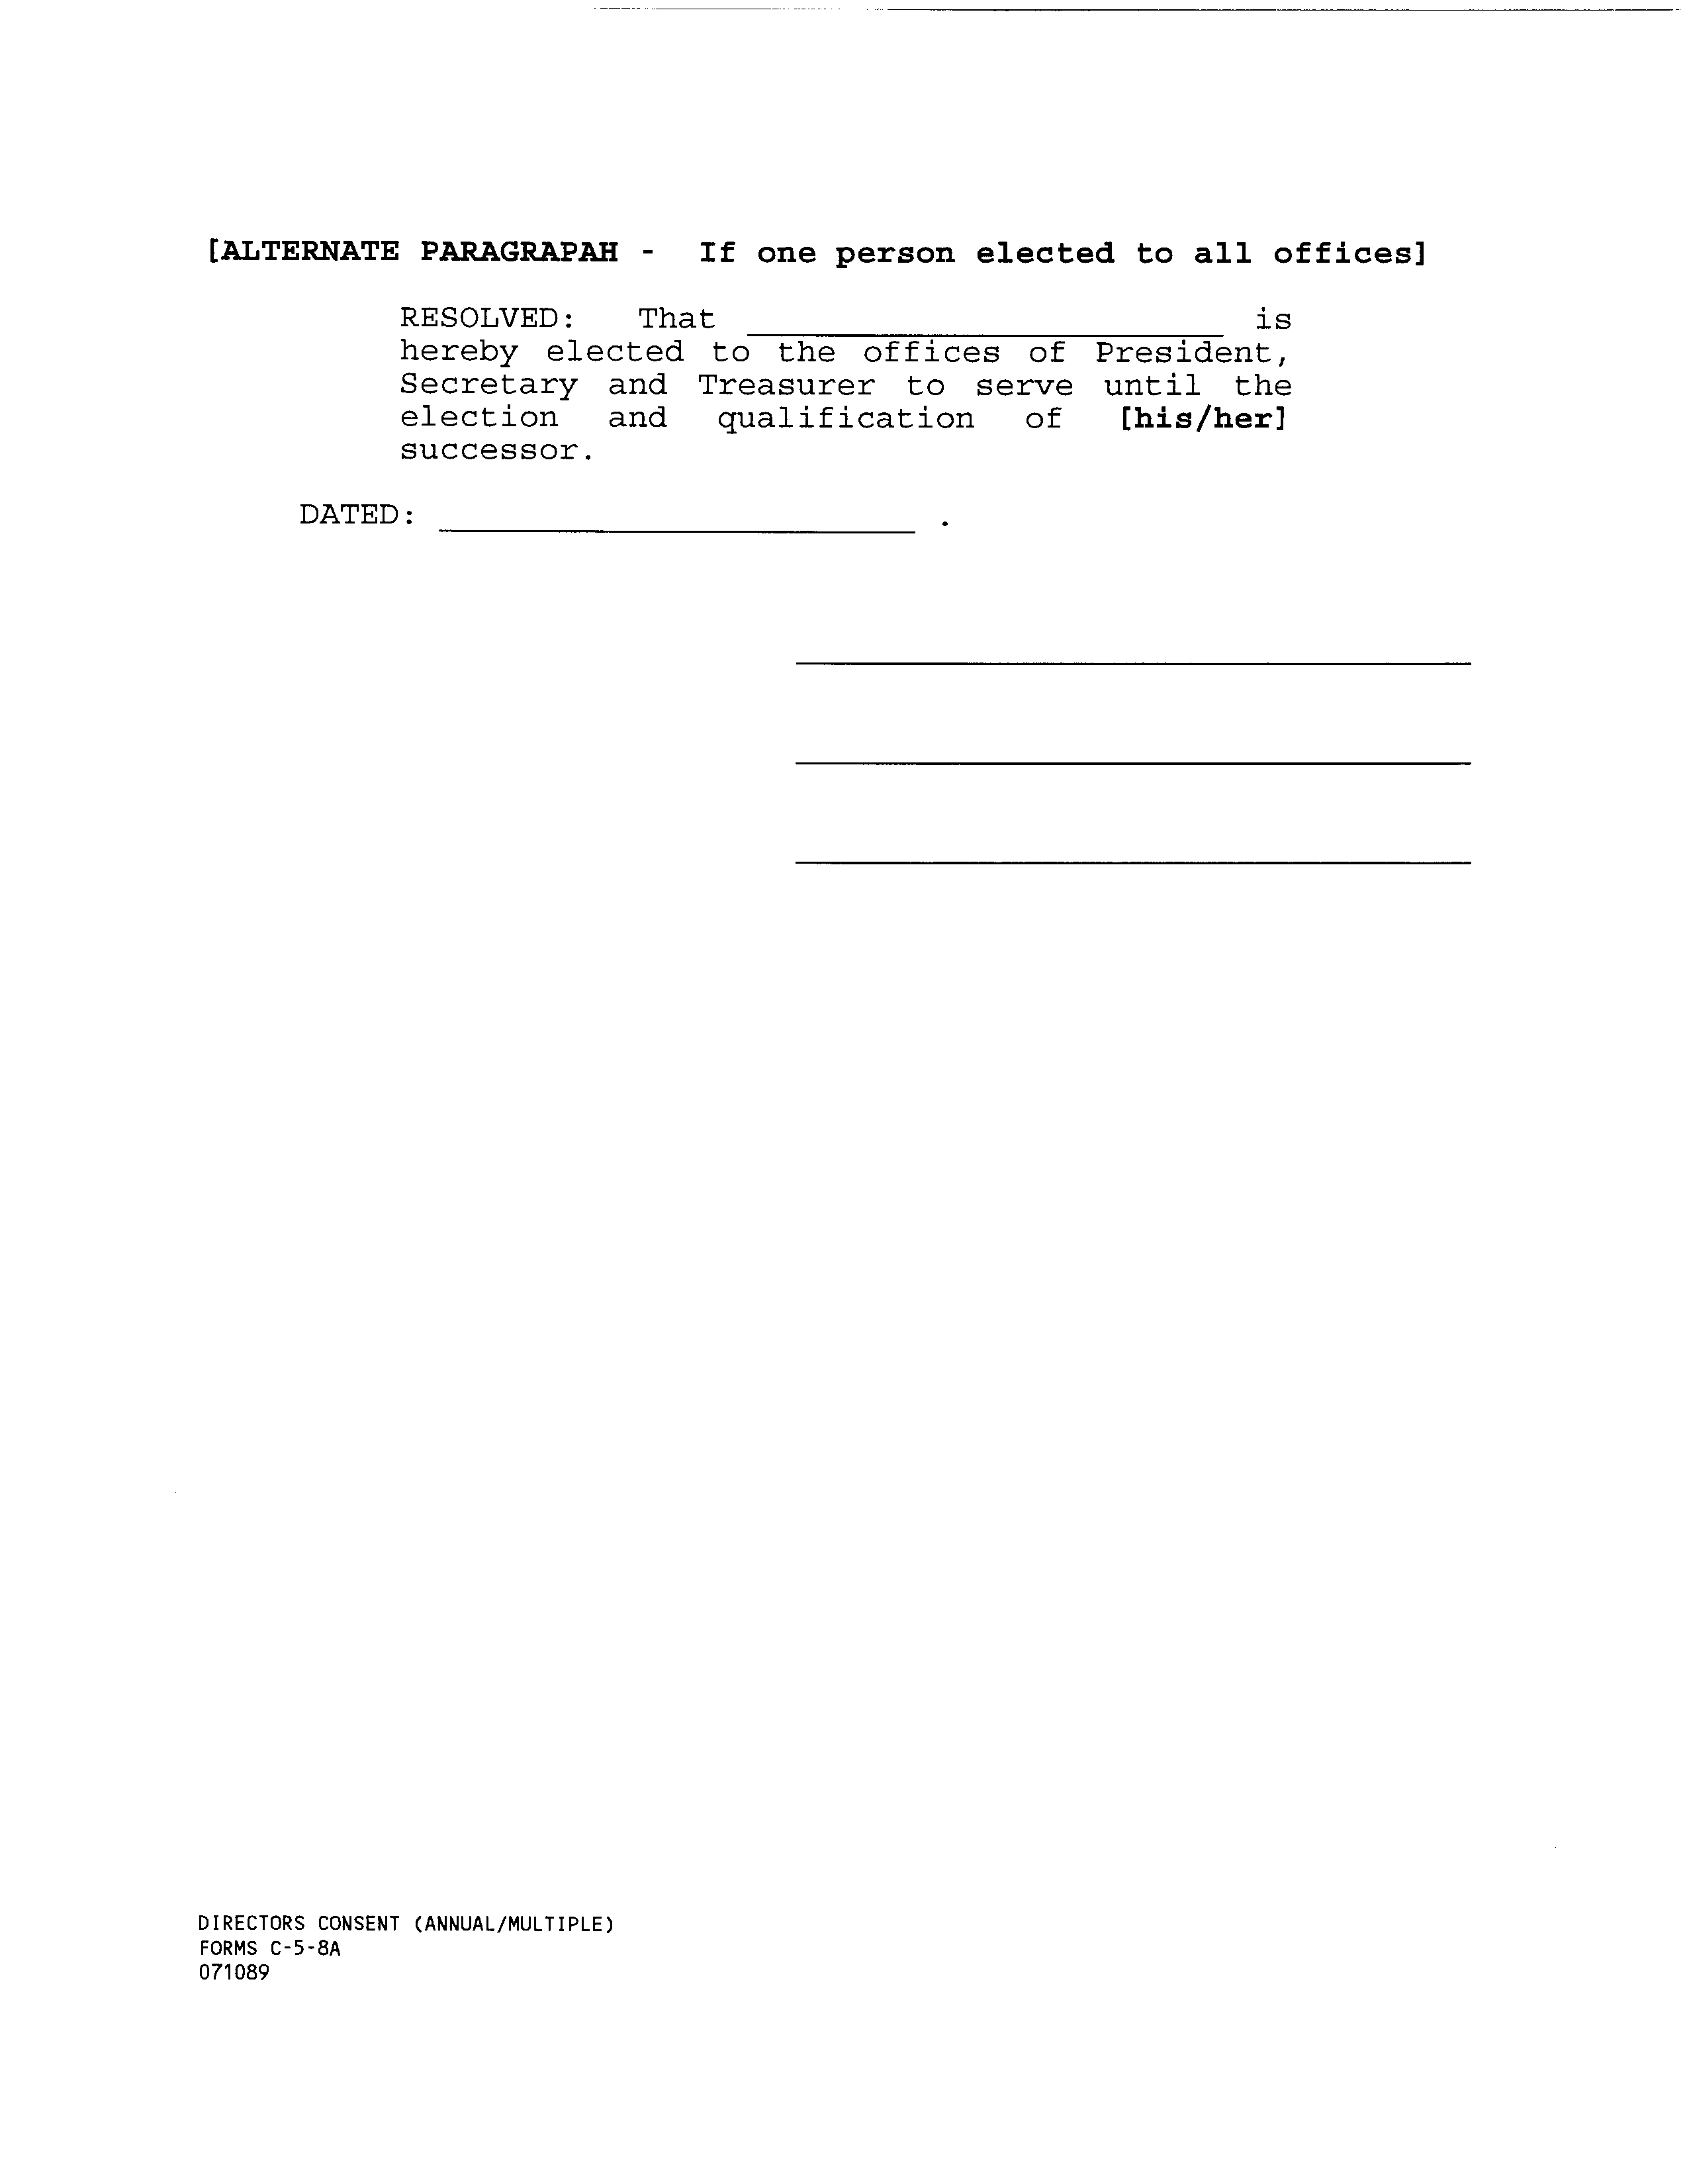 [ALTERNATE PARAGRAPAH - If one person elected to all offices]
RESOLVED: That ________________________ is
hereby elected to the offices of President,
Secretary and Treasurer to serve until the
election and qualification of [his/her]
successor.
DATED: ________________________ .
DIRECTORS CONSENT (ANNUAL/MULTIPLE)
FORMS C-5-8A
071089